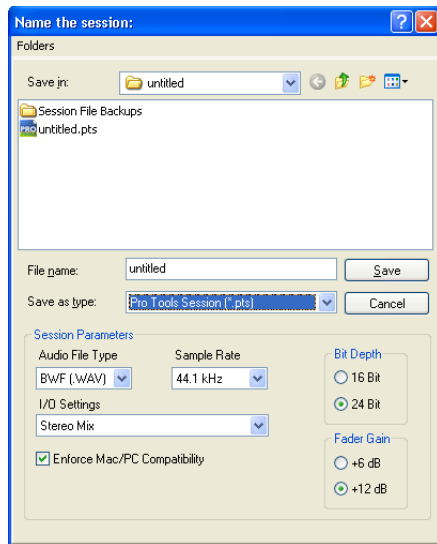 Name the session:
Folders
Save in: untitled
Session File Backups
PRO untitled.pts
File name: untitled Save
Save as type: Pro Tools Session (*.pts) Cancel
Session Parameters
Audio File Type Sample Rate Bit Depth
BWF (.WAV) 44.1 kHz 16 Bit
I/O Settings 24 Bit
Stereo Mix
Fader Gain
Enforce Mac/PC Compatibility +6 dB
+12 dB